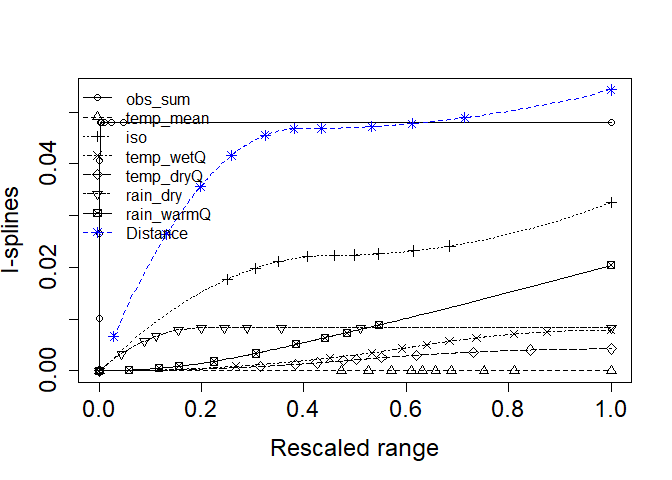 obs_sum
temp_mean
iso
temp_wetQ
temp_dryQ
rain_dry
rain_warmQ
Distance
I-splines
0.04
0.02
0.00
0.0 0.2 0.4 0.6 0.8 1.0
Rescaled range